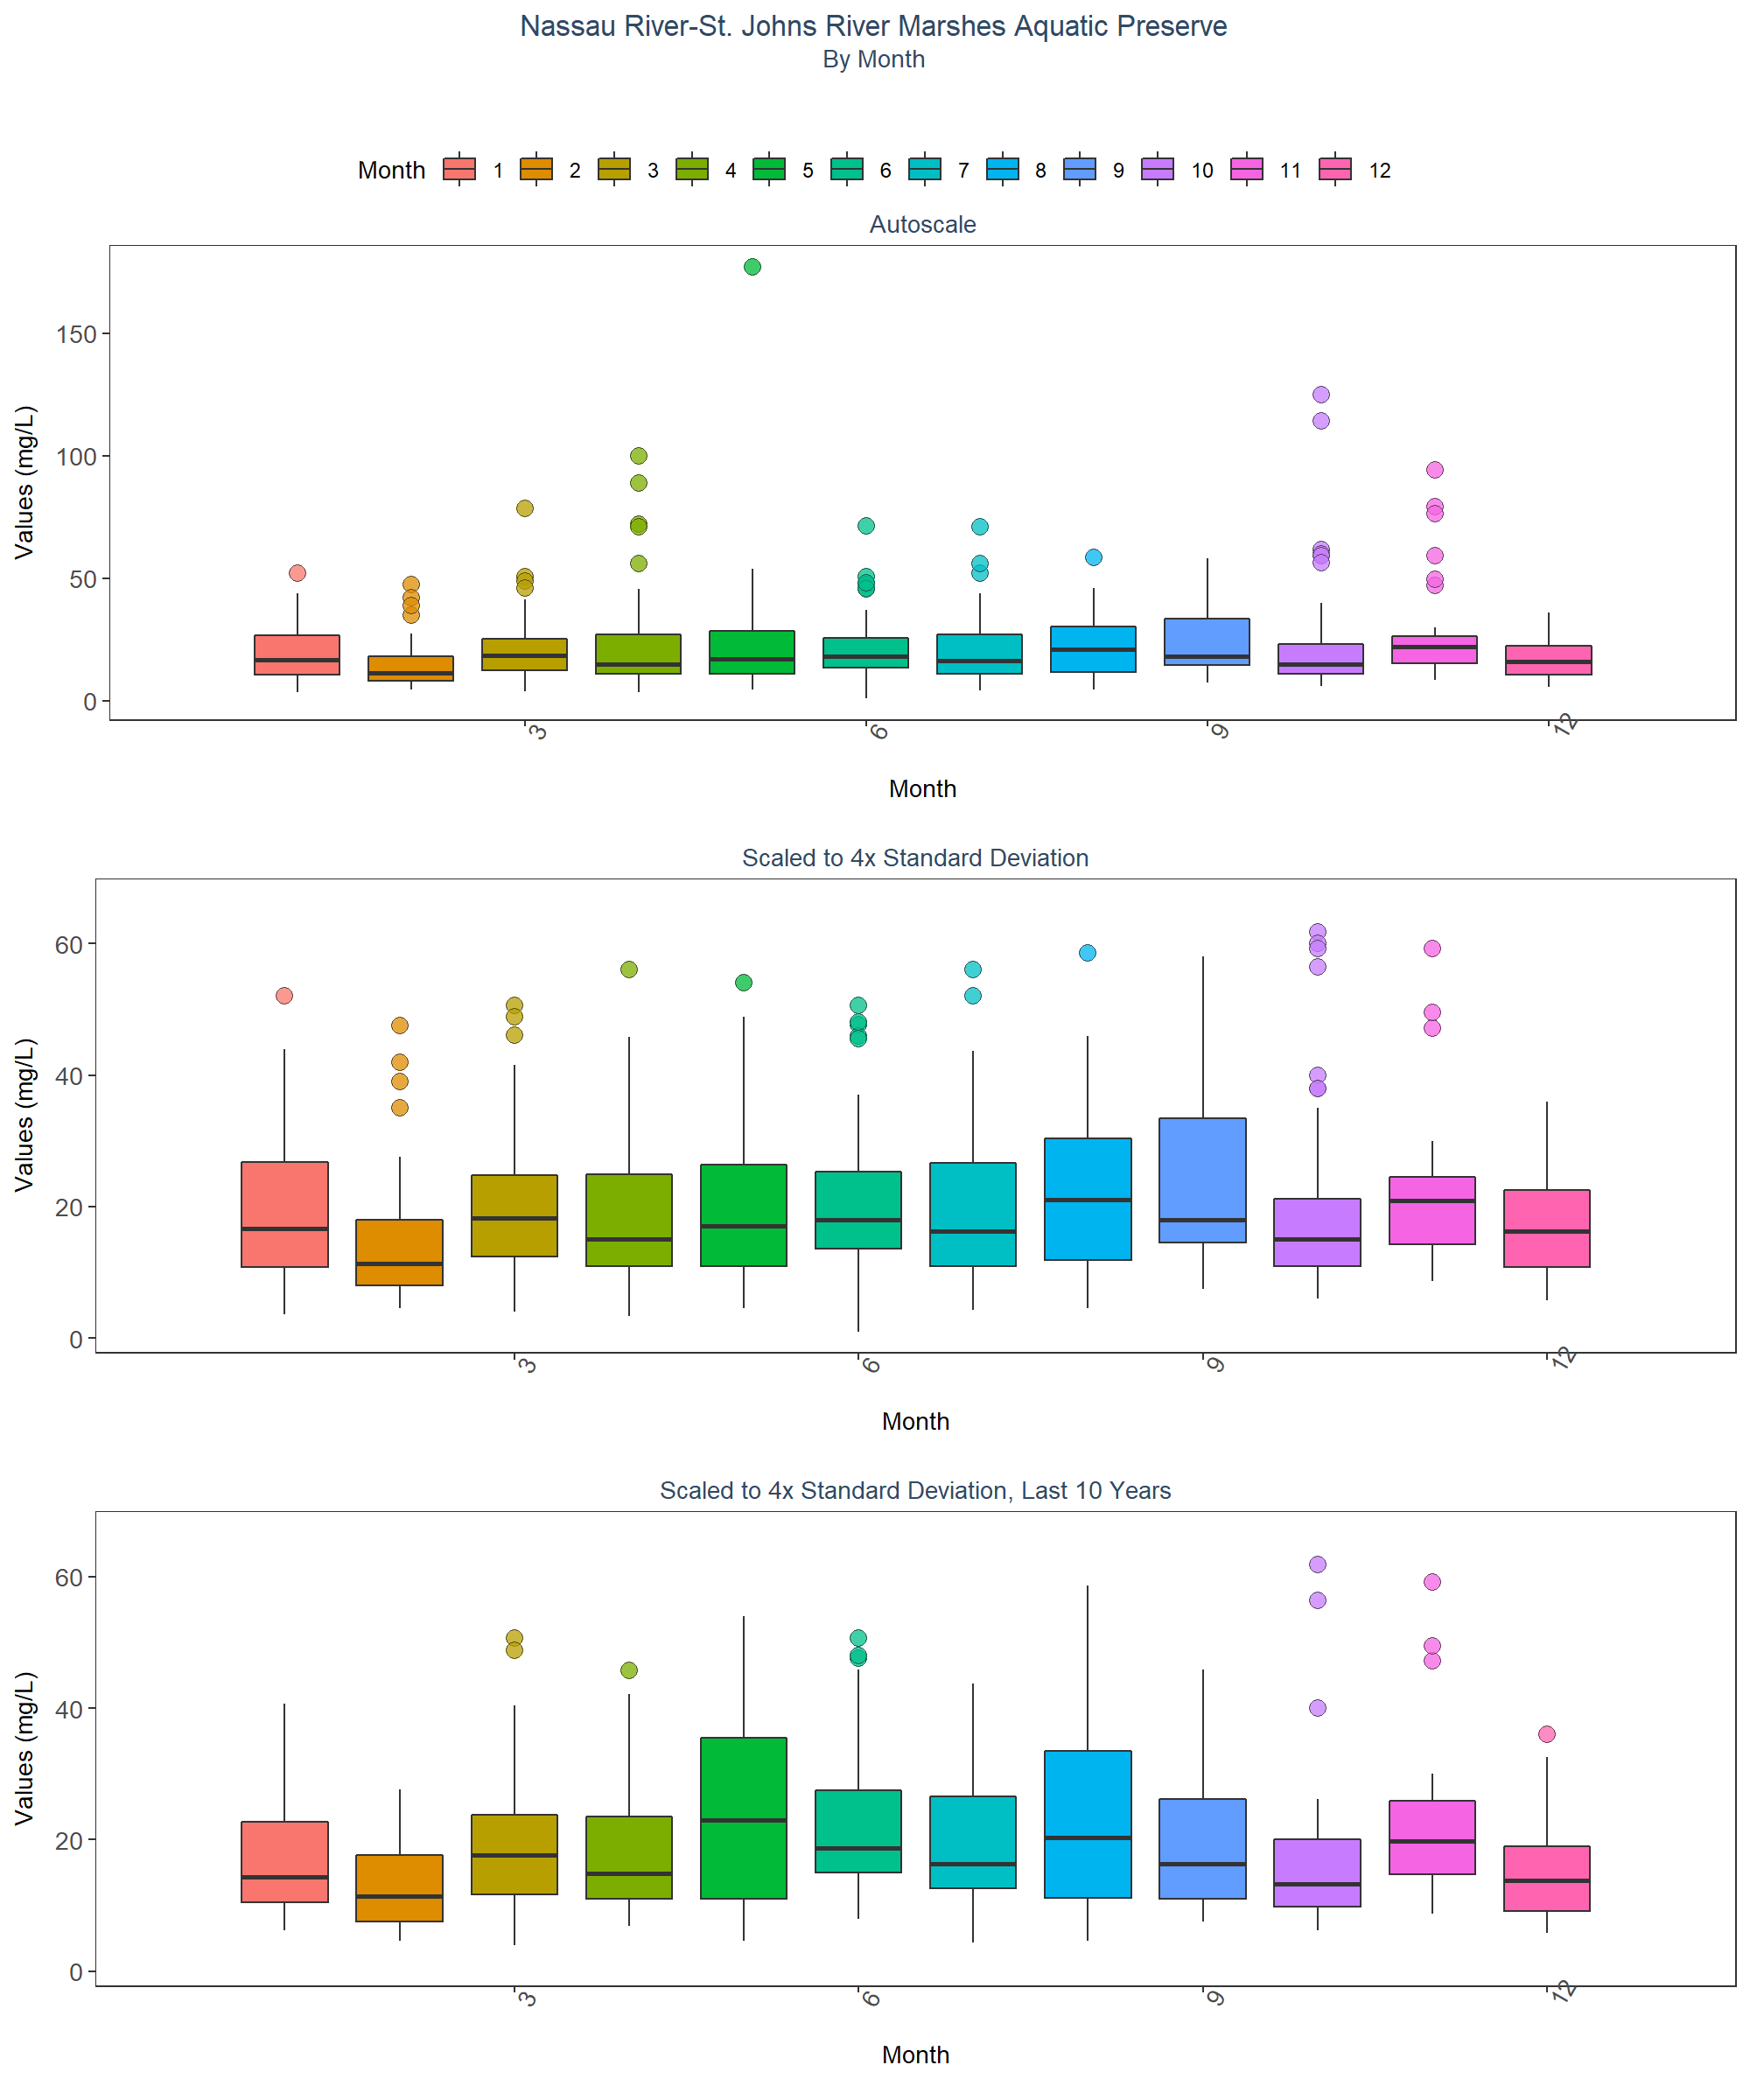 Nassau River-St. Johns River Marshes Aquatic Preserve
By Month
Month 1 2 3 4 5 6 7 8 9 10 11 12
Autoscale
Values (mg/L)
150
100
50
0
3 6 9 12
Month
Scaled to 4x Standard Deviation
Values (mg/L)
60
40
20
0
3 6 9 12
Month
Scaled to 4x Standard Deviation, Last 10 Years
Values (mg/L)
60
40
20
0
3 6 9 12
Month